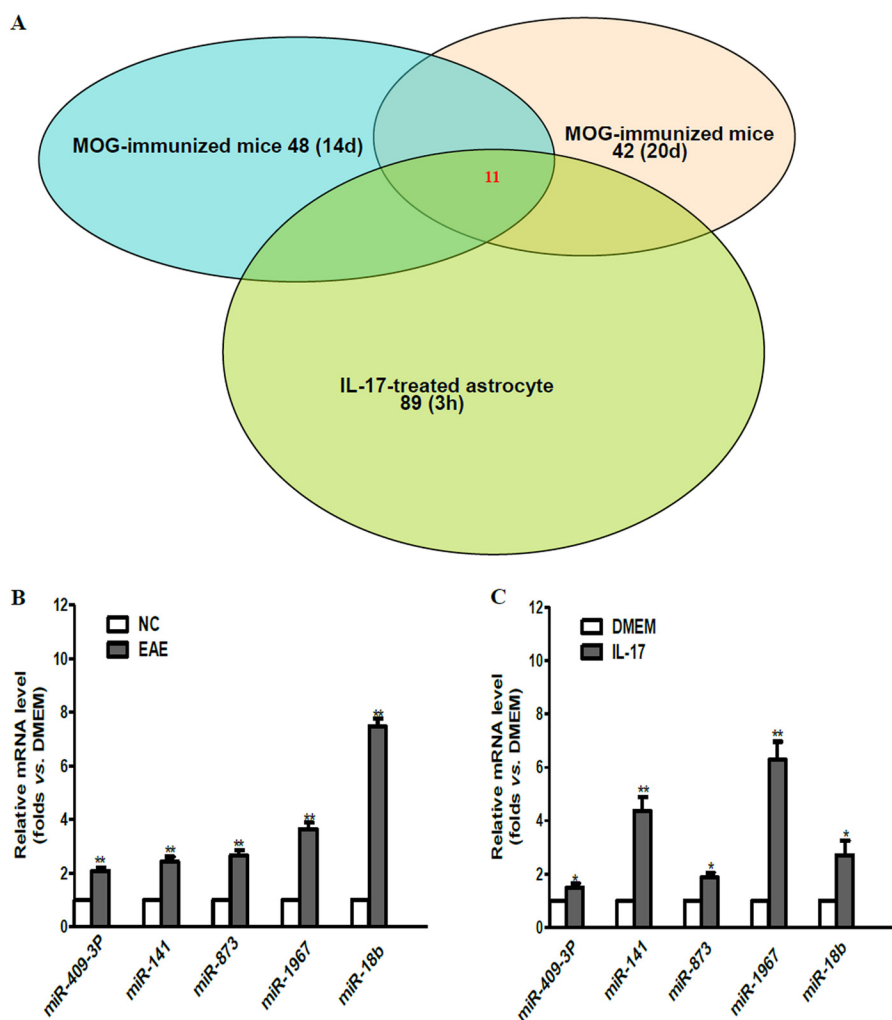 A
MOG-immunized mice 48 (14d)
MOG-immunized mice
42 (20d)
11
IL-17-treated astrocyte
89 (3h)
B
Relative mRNA level
(folds vs. DMEM)
12
10
8
6
4
2
0
NC
EAE
**
**
**
**
**
miR-409-3P
miR-141
miR-873
miR-1967
miR-18b
C
Relative mRNA level
(folds vs. DMEM)
12
10
8
6
4
2
0
DMEM
IL-17
*
**
*
**
*
miR-409-3P
miR-141
miR-873
miR-1967
miR-18b